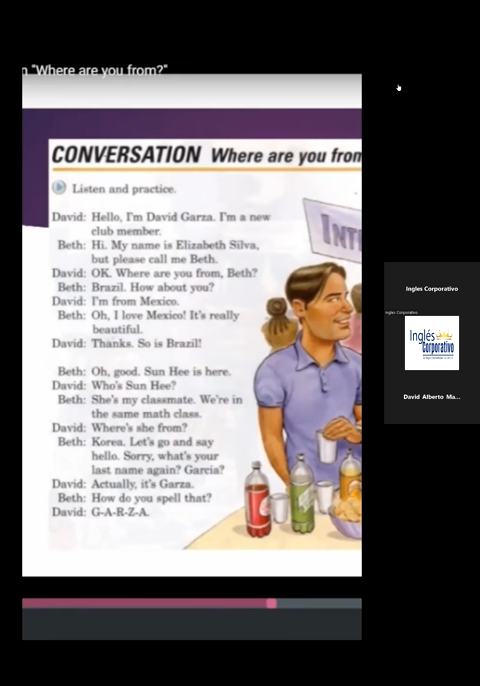 "Where are you from?"
CONVERSATION Where are you from
Listen and practice.
David: Hello, I'm David Garza. I'm a new
club member.
Beth: Hi. My name is Elizabeth Silva,
but please call me Beth.
David: OK. Where are you from, Beth?
Beth: Brazil. How about you?
David: I'm from Mexico.
Beth: Oh, I love Mexico! It's really
beautiful.
David: Thanks. So is Brazil!
Beth: Oh, good. Sun Hee is here.
David: Who's Sun Hee?
Beth: She's my classmate. We're in
the same math class.
David: Where's she from?
Beth: Korea. Let's go and say
hello. Sorry, what's your
last name again? Garcia?
David: Actually, it's Garza.
Beth: How do you spell that?
David: G-A-R-Z-A.
INT
Ingles Corporativo
Ingles Corporativo
Inglés
Corporativo
David Alberto Ma...